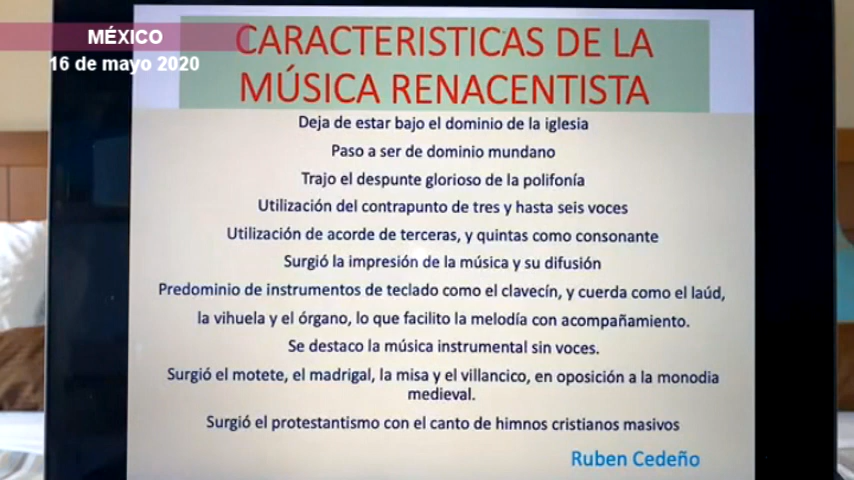 MÉXICO
16 de mayo 2020
CARACTERISTICAS DE LA
MÚSICA RENACENTISTA
Deja de estar bajo el dominio de la iglesia
Paso a ser de dominio mundano
Trajo el despunte glorioso de la polifonía
Utilización del contrapunto de tres y hasta seis voces
Utilización de acorde de terceras, y quintas como consonante
Surgió la impresión de la música y su difusión
Predominio de instrumentos de teclado como el clavecín, y cuerda como el laúd,
la vihuela y el órgano, lo que facilito la melodía con acompañamiento.
Se destaco la música instrumental sin voces.
Surgió el motete, el madrigal, la misa y el villancico, en oposición a la monodia
medieval.
Surgió el protestantismo con el canto de himnos cristianos masivos
Ruben Cedeño